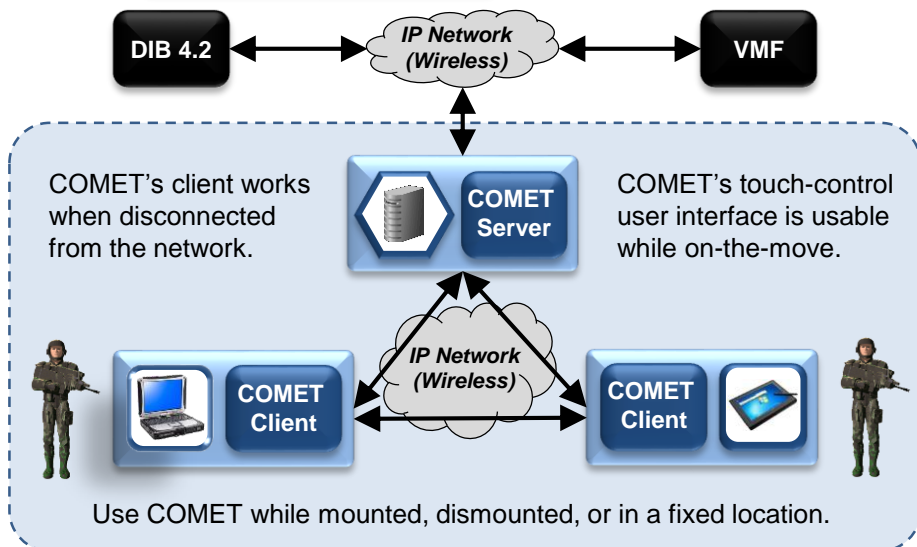 DIB 4.2
IP Network
(Wireless)
VMF
COMET's client works
when disconnected
from the network.
COMET
Server
COMET's touch-control
user interface is usable
while on-the-move.
IP Network
(Wireless)
COMET
Client
COMET
Client
Use COMET while mounted, dismounted, or in a fixed location.